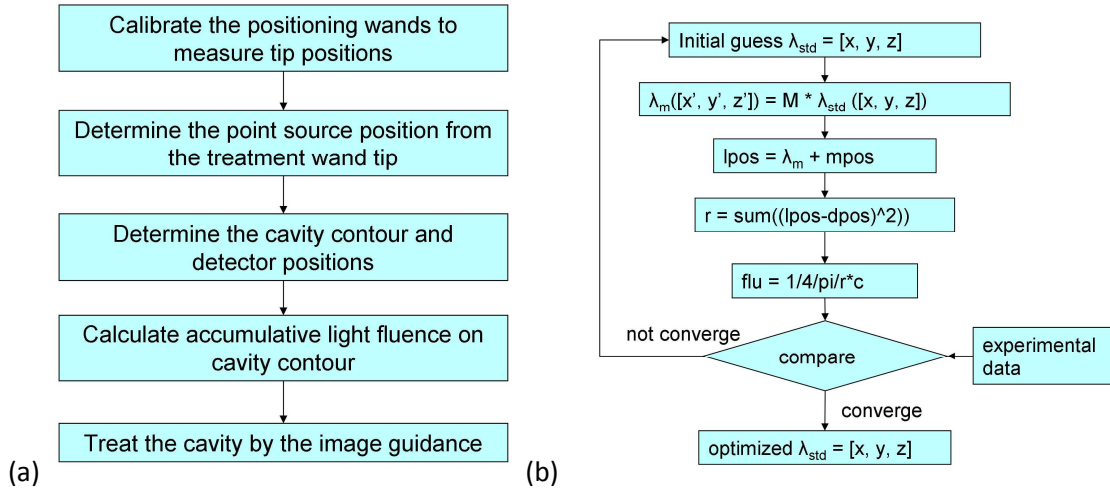 Calibrate the positioning wands to
measure tip positions
Determine the point source position from
the treatment wand tip
Determine the cavity contour and
detector positions
Calculate accumulative light fluence on
cavity contour
Treat the cavity by the image guidance
(a)
Initial guess λstd = [x, y, z]
λm([x’, y’, z’]) = M * λstd ([x, y, z])
lpos = λm + mpos
r = sum((lpos-dpos)^2))
flu = 1/4/pi/r*c
not converge
compare
experimental
data
converge
optimized λstd = [x, y, z]
(b)